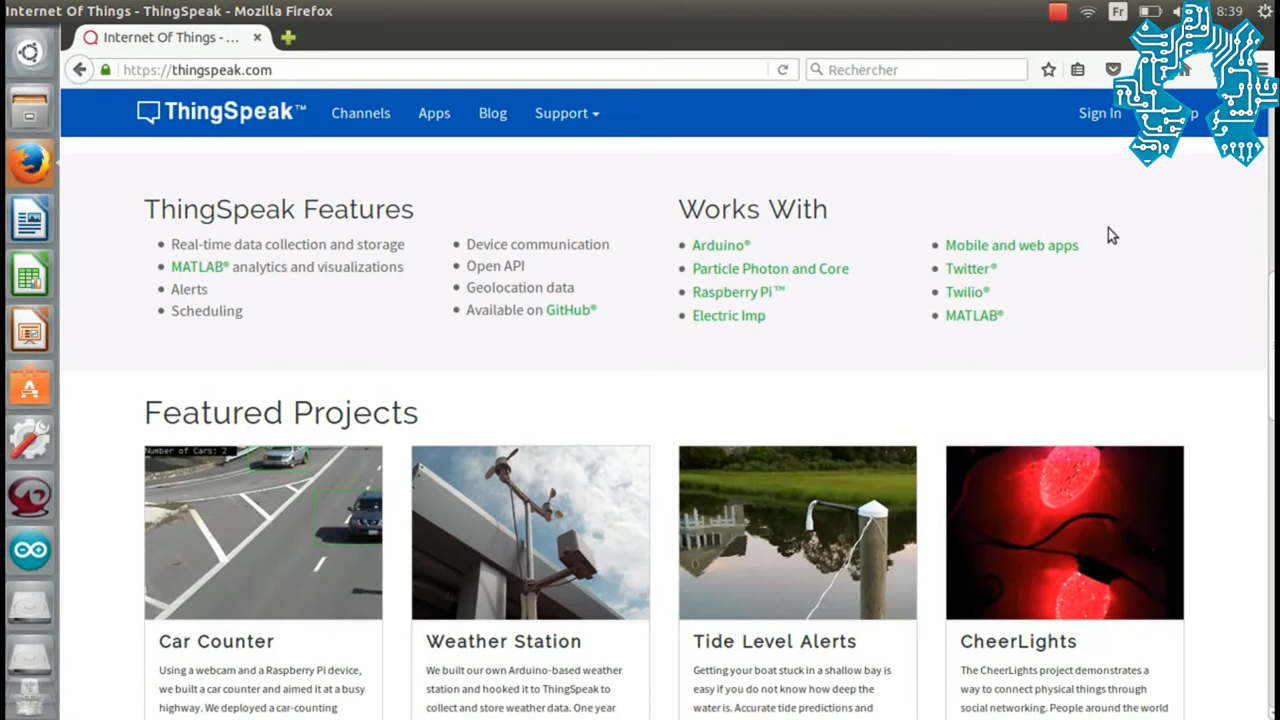 Internet Of Things - ThingSpeak - Mozilla Firefox
Fr
8:39
Internet Of Things - ...
https://thingspeak.com
Rechercher
ThingSpeak™
Channels
Apps
Blog
Support
Sign In
ThingSpeak Features
Real-time data collection and storage
MATLAB® analytics and visualizations
Alerts
Scheduling
Device communication
Open API
Geolocation data
Available on GitHub®
Works With
Arduino®
Particle Photon and Core
Raspberry Pi™
Electric Imp
Mobile and web apps
Twitter®
Twilio®
MATLAB®
Featured Projects
Number of Cars: 2
Car Counter
Using a webcam and a Raspberry Pi device,
we built a car counter and aimed it at a busy
highway. We deployed a car-counting
Weather Station
We built our own Arduino-based weather
station and hooked it to ThingSpeak to
collect and store weather data. One year
Tide Level Alerts
Getting your boat stuck in a shallow bay is
easy if you do not know how deep the
water is. Accurate tide predictions and
CheerLights
The CheerLights project demonstrates a
way to connect physical things through
social networking. People around the world